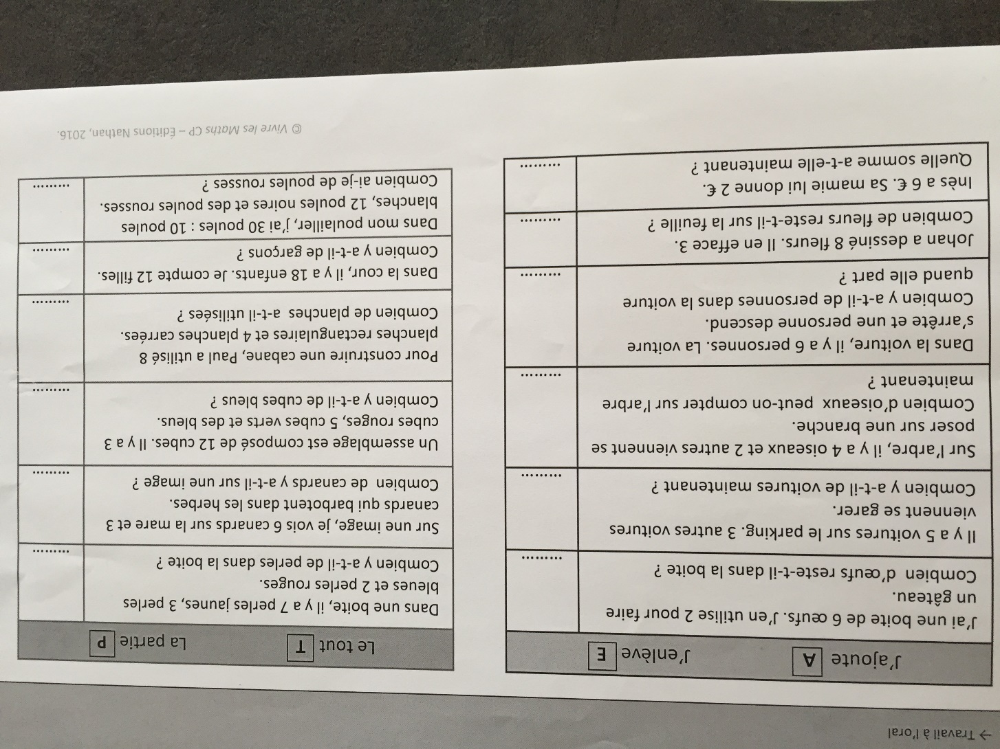 → Travail à l'oral
J'ajoute A J'enlève E
J'ai une boite de 6 œufs. J'en utilise 2 pour faire
un gâteau.
Combien d'œufs reste-t-il dans la boite ?
.........
Il y a 5 voitures sur le parking. 3 autres voitures
viennent se garer.
Combien y a-t-il de voitures maintenant ?
.........
Sur l'arbre, il y a 4 oiseaux et 2 autres viennent se
poser sur une branche.
Combien d'oiseaux peut-on compter sur l'arbre
maintenant ?
.........
Dans la voiture, il y a 6 personnes. La voiture
s'arrête et une personne descend.
Combien y a-t-il de personnes dans la voiture
quand elle part ?
.........
Johan a dessiné 8 fleurs. Il en efface 3.
Combien de fleurs reste-t-il sur la feuille ?
.........
Inès a 6 €. Sa mamie lui donne 2 €.
Quelle somme a-t-elle maintenant ?
.........
Le tout T La partie P
Dans une boite, il y a 7 perles jaunes, 3 perles
bleues et 2 perles rouges.
Combien y a-t-il de perles dans la boite ?
.........
Sur une image, je vois 6 canards sur la mare et 3
canards qui barbotent dans les herbes.
Combien de canards y a-t-il sur une image ?
.........
Un assemblage est composé de 12 cubes. Il y a 3
cubes rouges, 5 cubes verts et des bleus.
Combien y a-t-il de cubes bleus ?
.........
Pour construire une cabane, Paul a utilisé 8
planches rectangulaires et 4 planches carrées.
Combien de planches a-t-il utilisées ?
.........
Dans la cour, il y a 18 enfants. Je compte 12 filles.
Combien y a-t-il de garçons ?
.........
Dans mon poulailler, j'ai 30 poules : 10 poules
blanches, 12 poules noires et des poules rousses.
Combien ai-je de poules rousses ?
.........
© Vivre les Maths CP – Éditions Nathan, 2016.